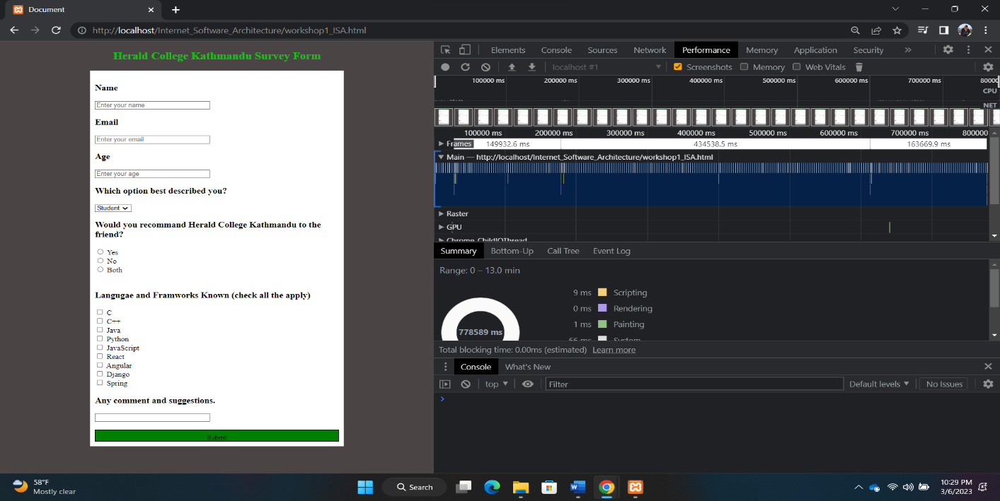 Document
http://localhost/Internet_Software_Architecture/workshop1_ISA.html
Herald College Kathmandu Survey Form
Name
Enter your name
Email
Enter your email
Age
Enter your age
Which option best described you?
Student
Would you recommand Herald College Kathmandu to the
friend?
Yes
No
Both
Langugae and Framworks Known (check all the apply)
C
C++
Java
Python
JavaScript
React
Angular
Django
Spring
Any comment and suggestions.
Submit
Elements Console Sources Network Performance Memory Application Security
localhost #1 Screenshots Memory Web Vitals
100000 ms 200000 ms 300000 ms 400000 ms 500000 ms 600000 ms 700000 ms 80000
CPU
NET
100000 ms 200000 ms 300000 ms 400000 ms 500000 ms 600000 ms 700000 ms 800000
Frames 149932.6 ms 434538.5 ms 163669.9 ms
Main — http://localhost/Internet_Software_Architecture/workshop1_ISA.html
Raster
GPU
Chrome_ChildIOThread
Summary Bottom-Up Call Tree Event Log
Range: 0 – 13.0 min
9 ms Scripting
0 ms Rendering
1 ms Painting
66 ms System
778589 ms
Total blocking time: 0.00ms (estimated) Learn more
Console What's New
top Filter Default levels No Issues
58°F
Mostly clear
Search
10:29 PM
3/6/2023